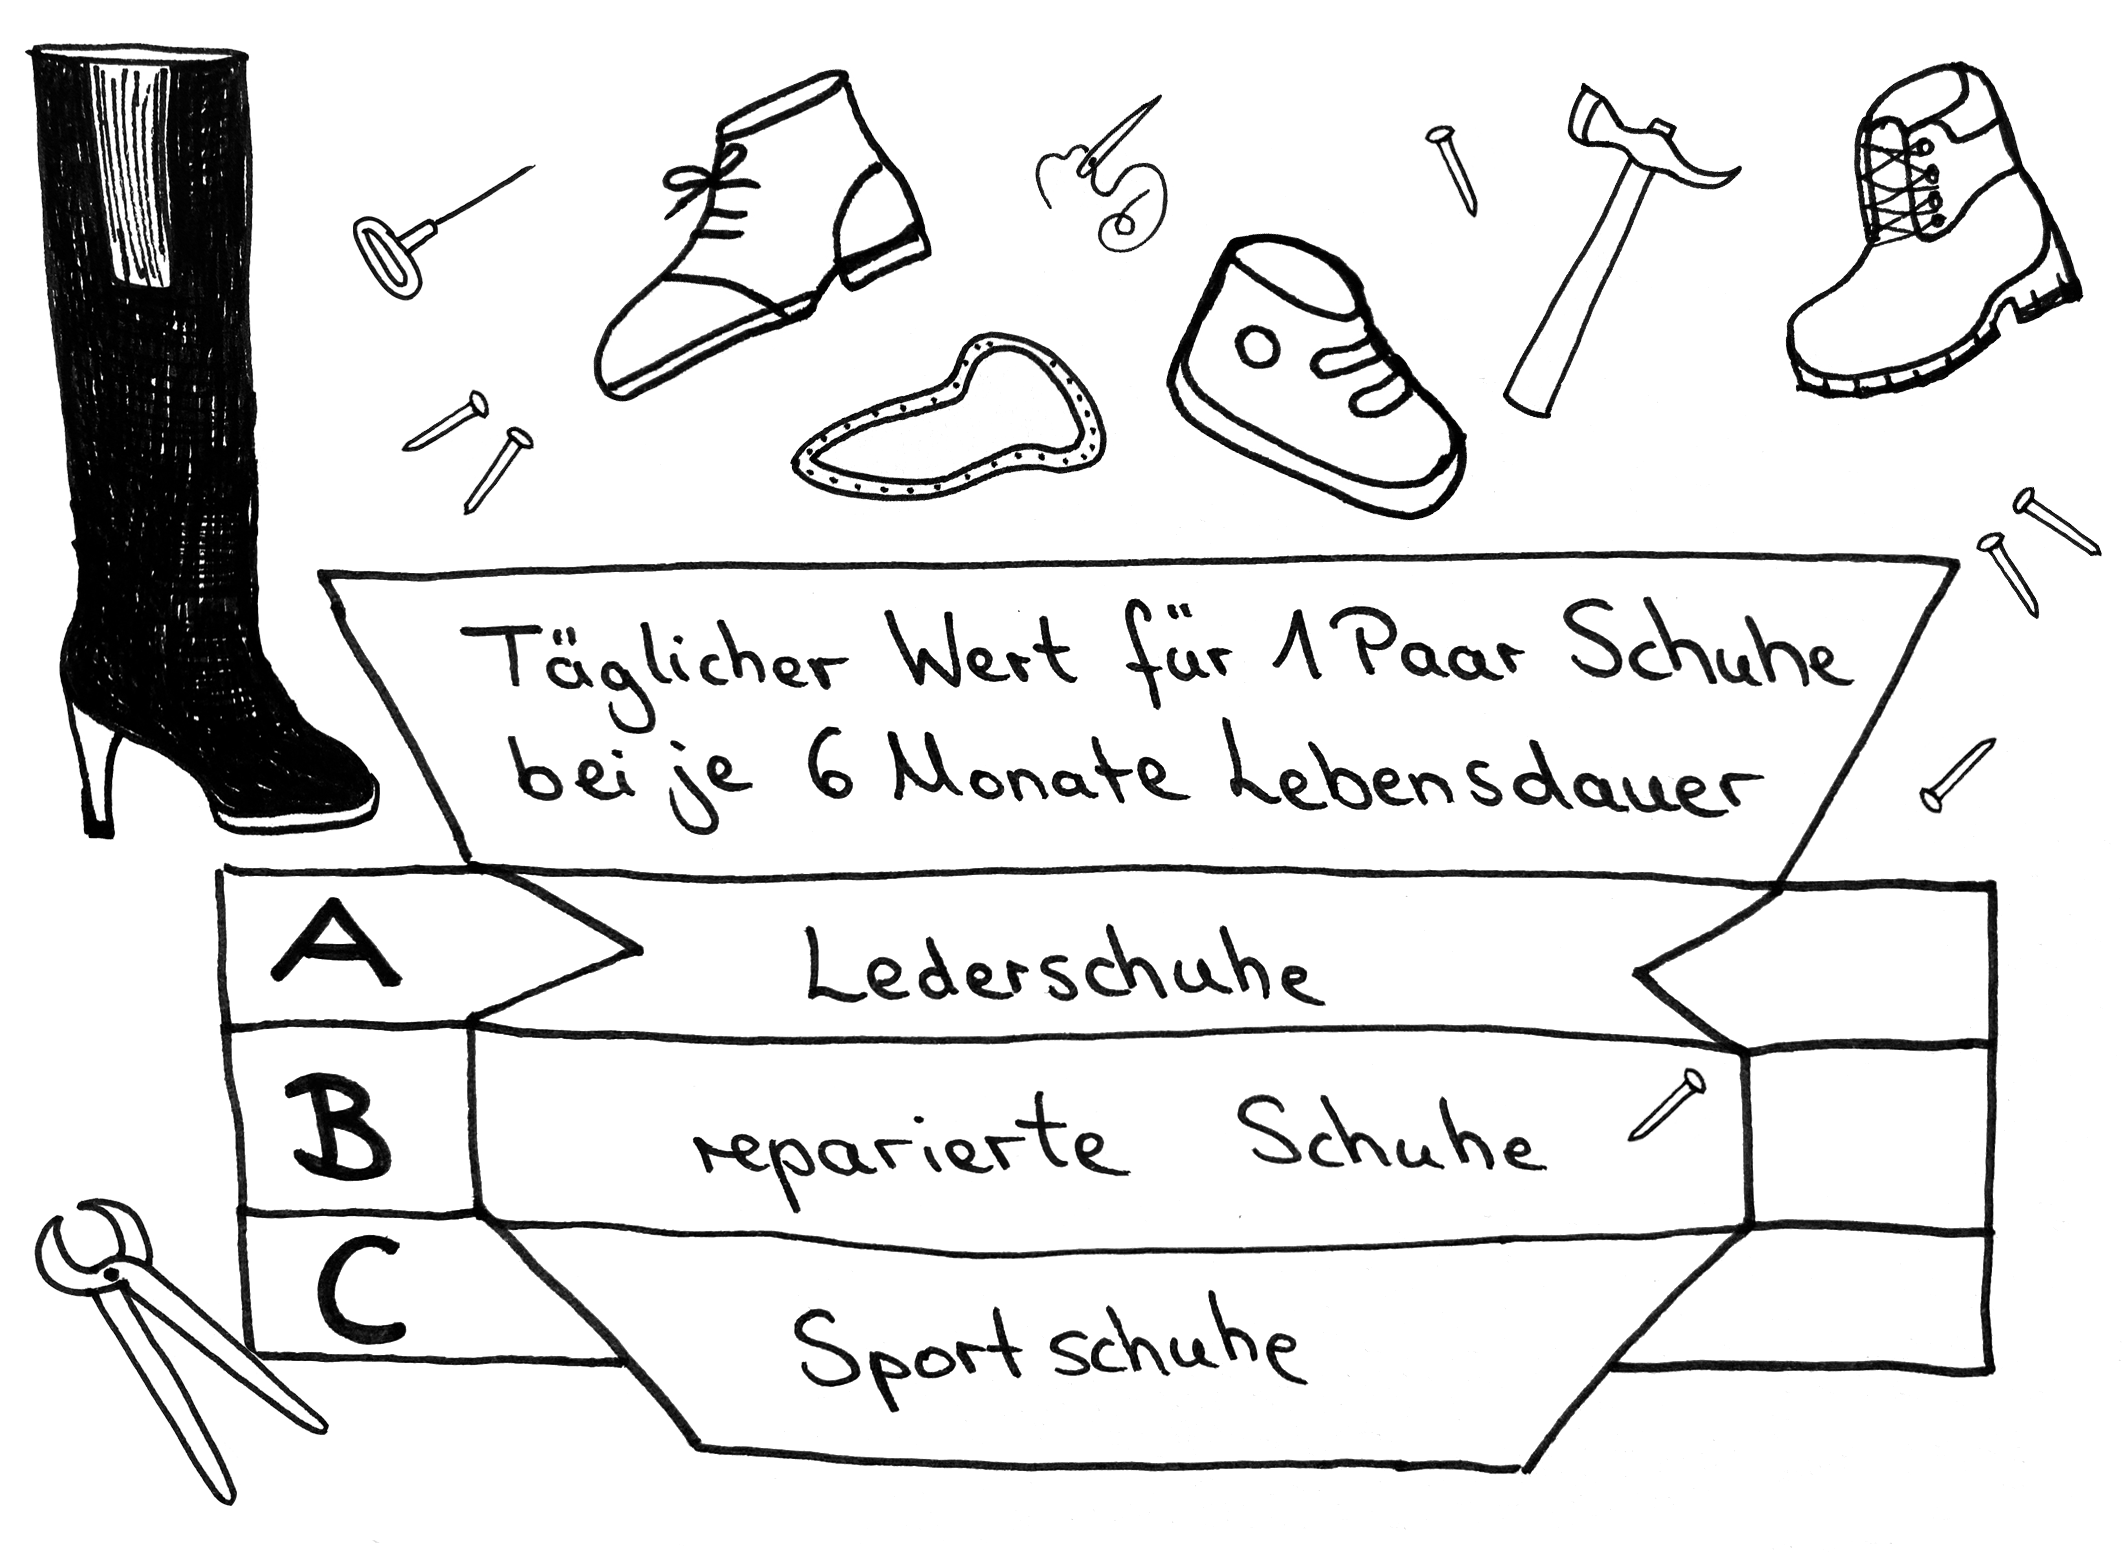 Täglicher Wert für 1 Paar Schuhe
bei je 6 Monate Lebensdauer
A Lederschuhe
B reparierte Schuhe
C Sportschuhe